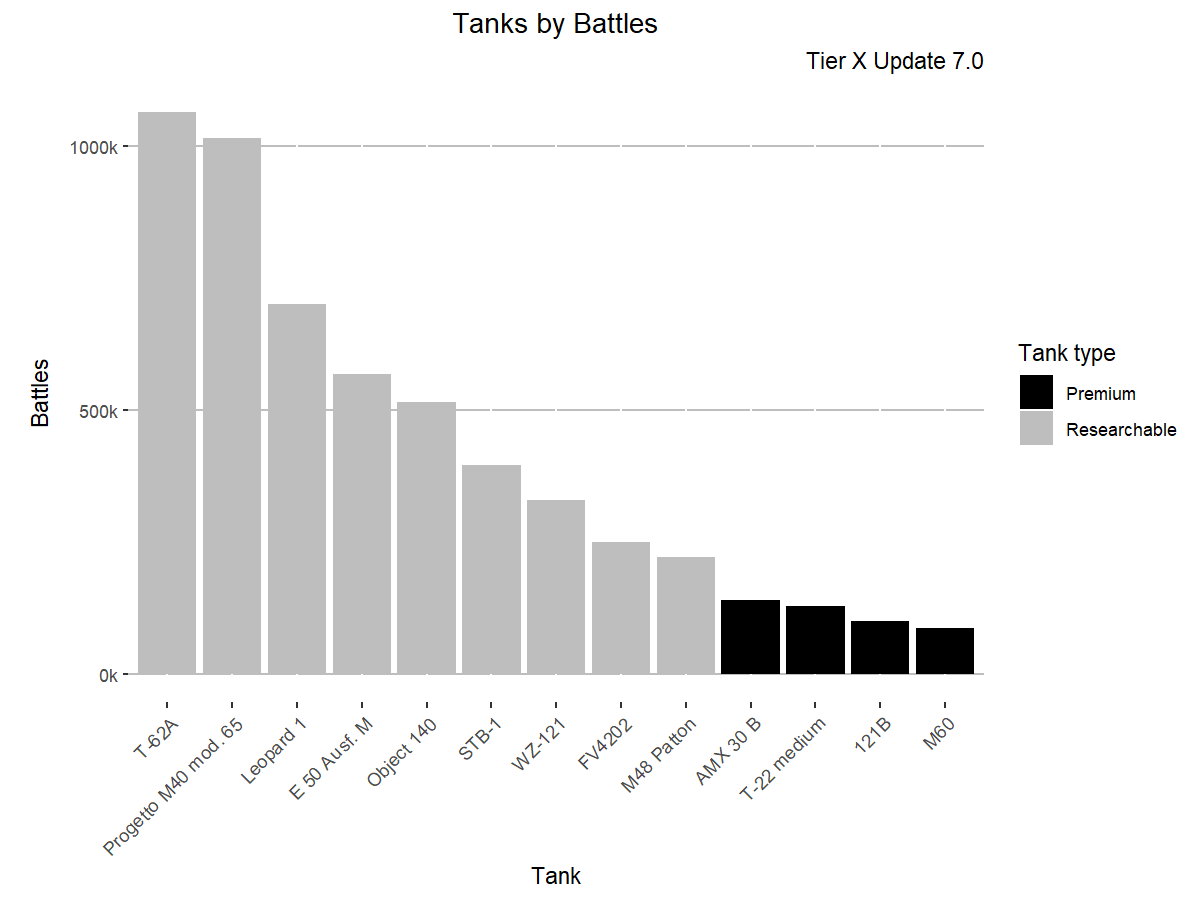 Tanks by Battles
Tier X Update 7.0
1000k
500k
0k
Battles
T-62A
Progetto M40 mod. 65
Leopard 1
E 50 Ausf. M
Object 140
STB-1
WZ-121
FV4202
M48 Patton
AMX 30 B
T-22 medium
121B
M60
Tank
Tank type
Premium
Researchable